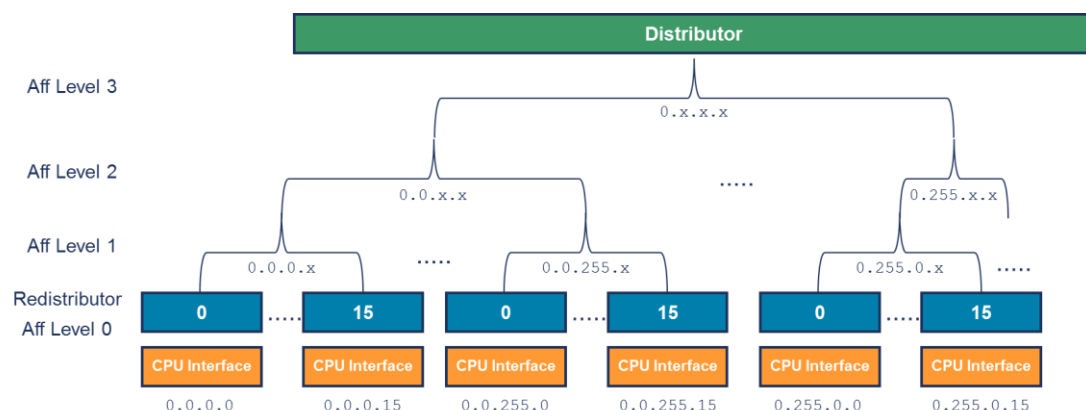 Distributor
Aff Level 3
0.x.x.x
Aff Level 2
0.0.x.x
.....
0.255.x.x
Aff Level 1
0.0.0.x
.....
0.0.255.x
0.255.0.x
.....
Redistributor
Aff Level 0
0 ..... 15 0 ..... 15 0 ..... 15
CPU Interface CPU Interface CPU Interface CPU Interface CPU Interface CPU Interface
0.0.0.0 0.0.0.15 0.0.255.0 0.0.255.15 0.255.0.0 0.255.0.15